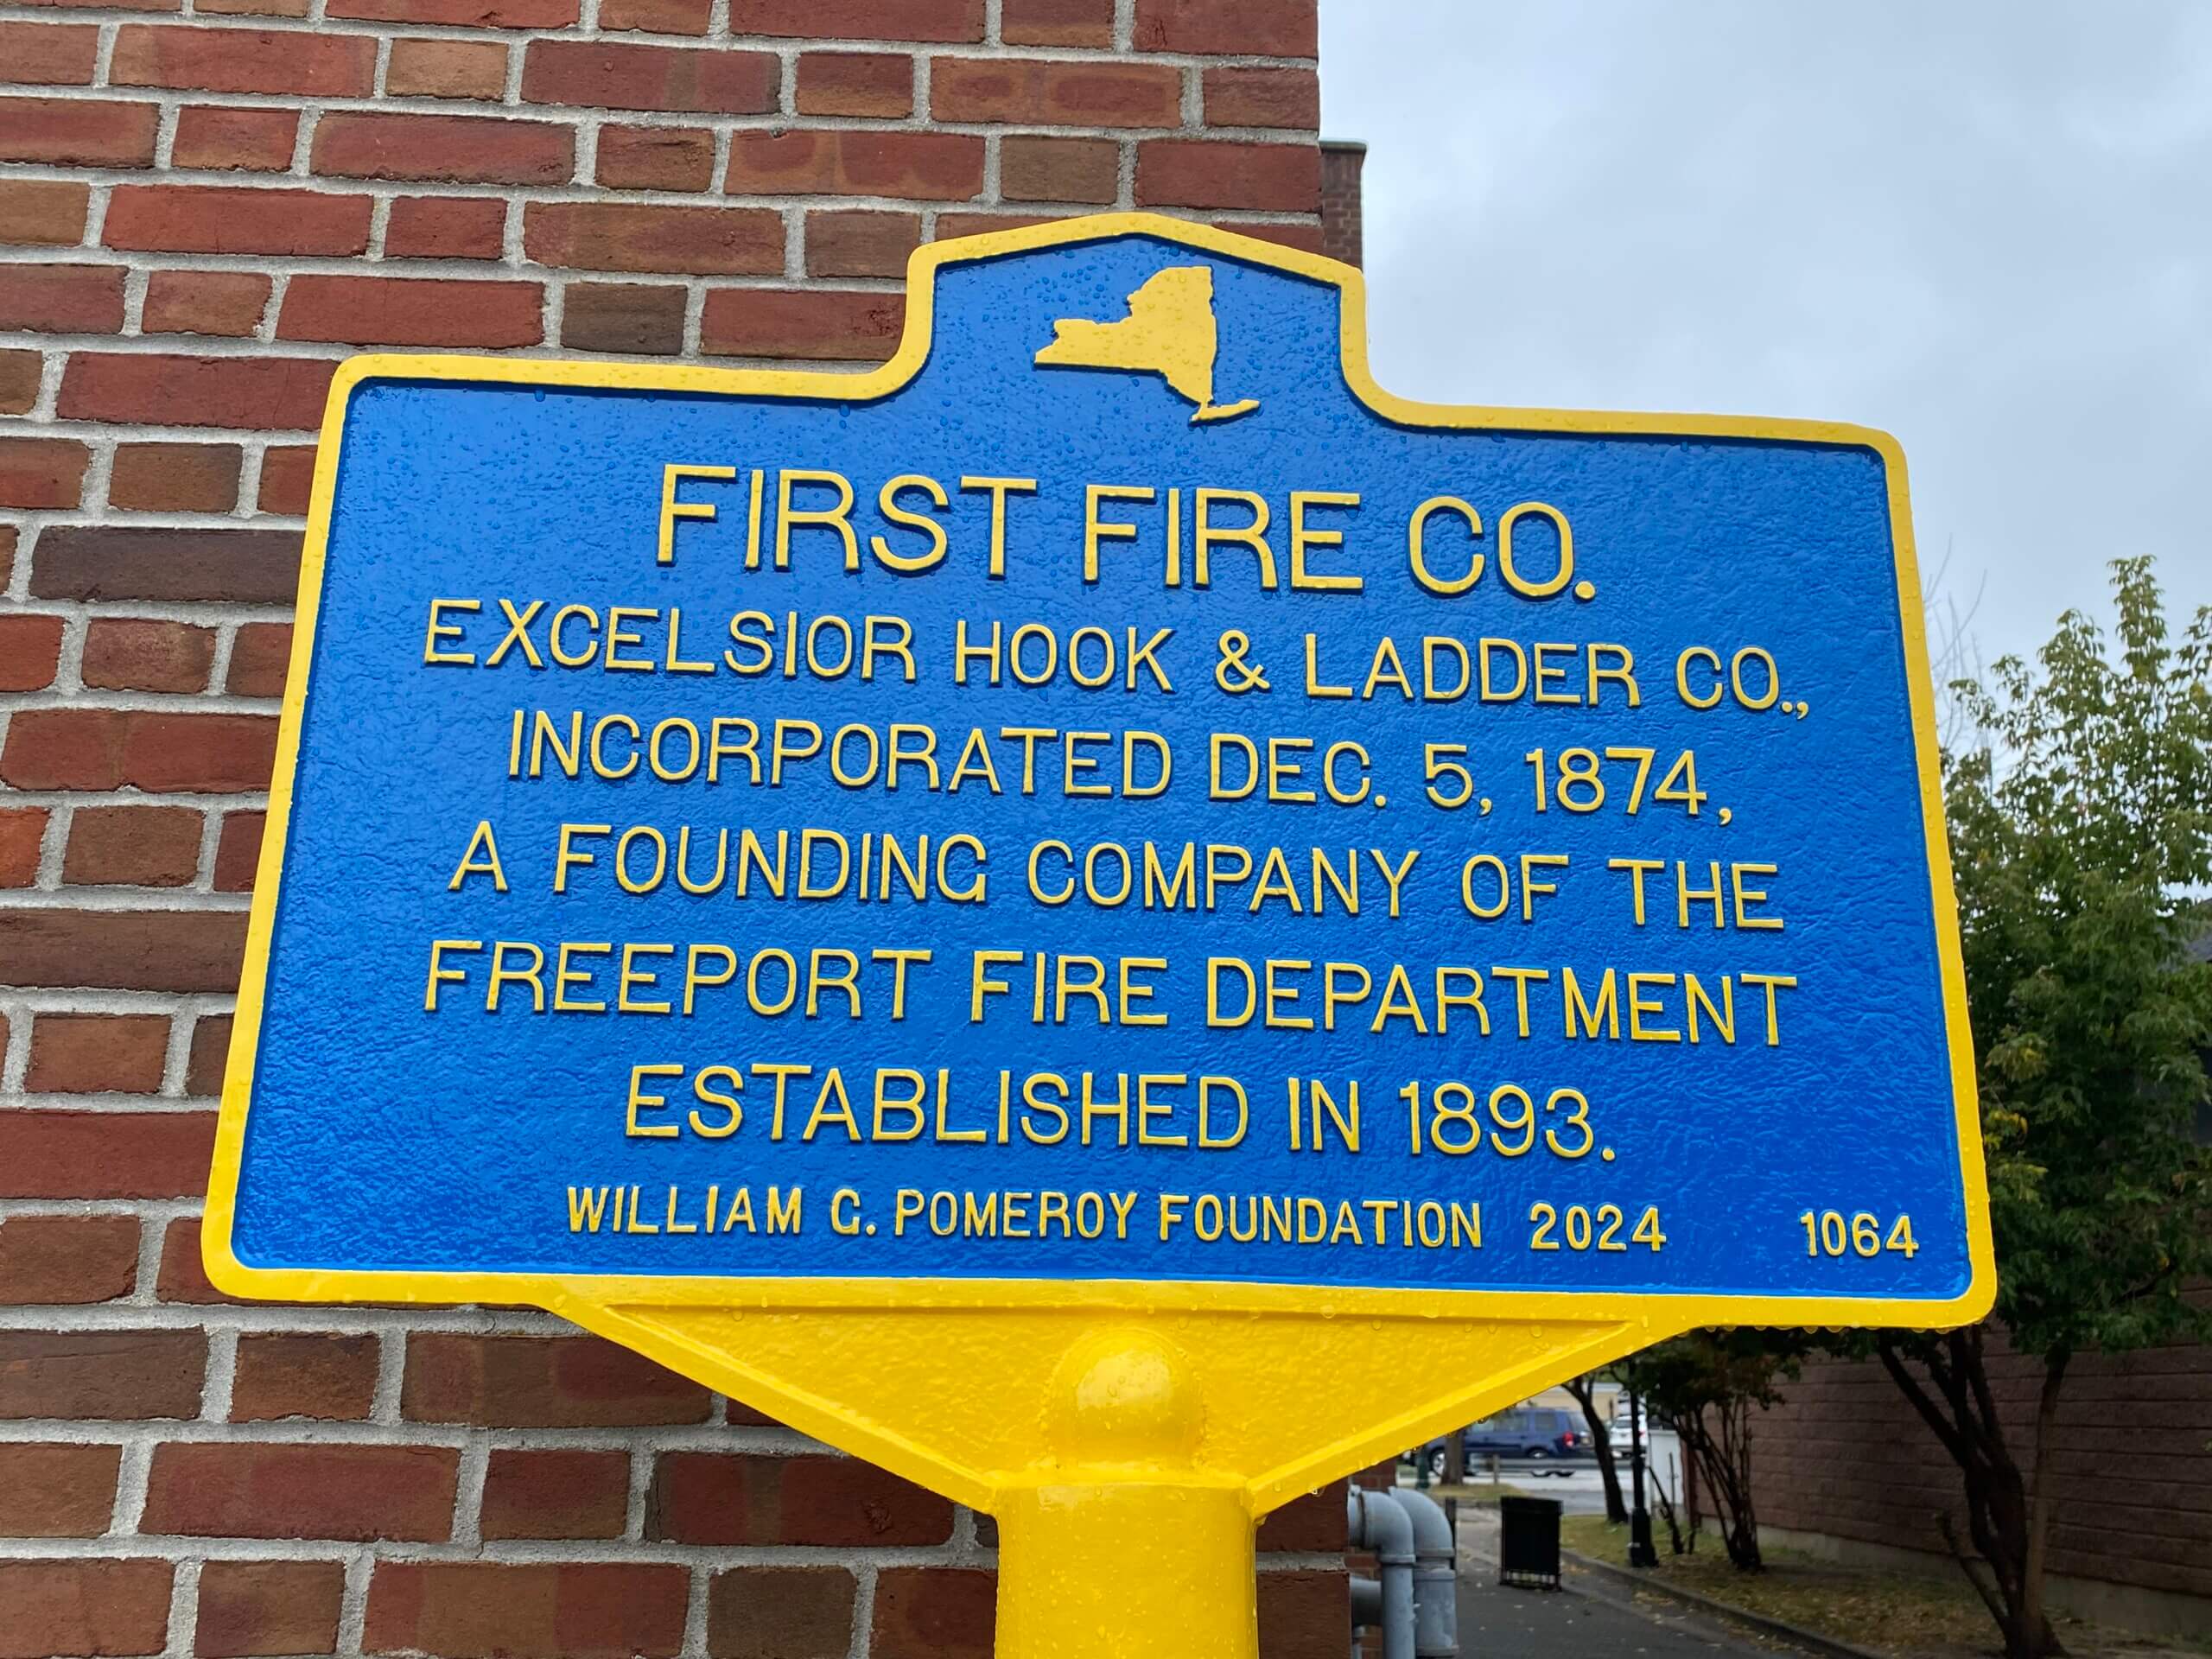 FIRST FIRE CO.
EXCELSIOR HOOK & LADDER CO.,
INCORPORATED DEC. 5, 1874,
A FOUNDING COMPANY OF THE
FREEPORT FIRE DEPARTMENT
ESTABLISHED IN 1893.
WILLIAM G. POMEROY FOUNDATION 2024 1064